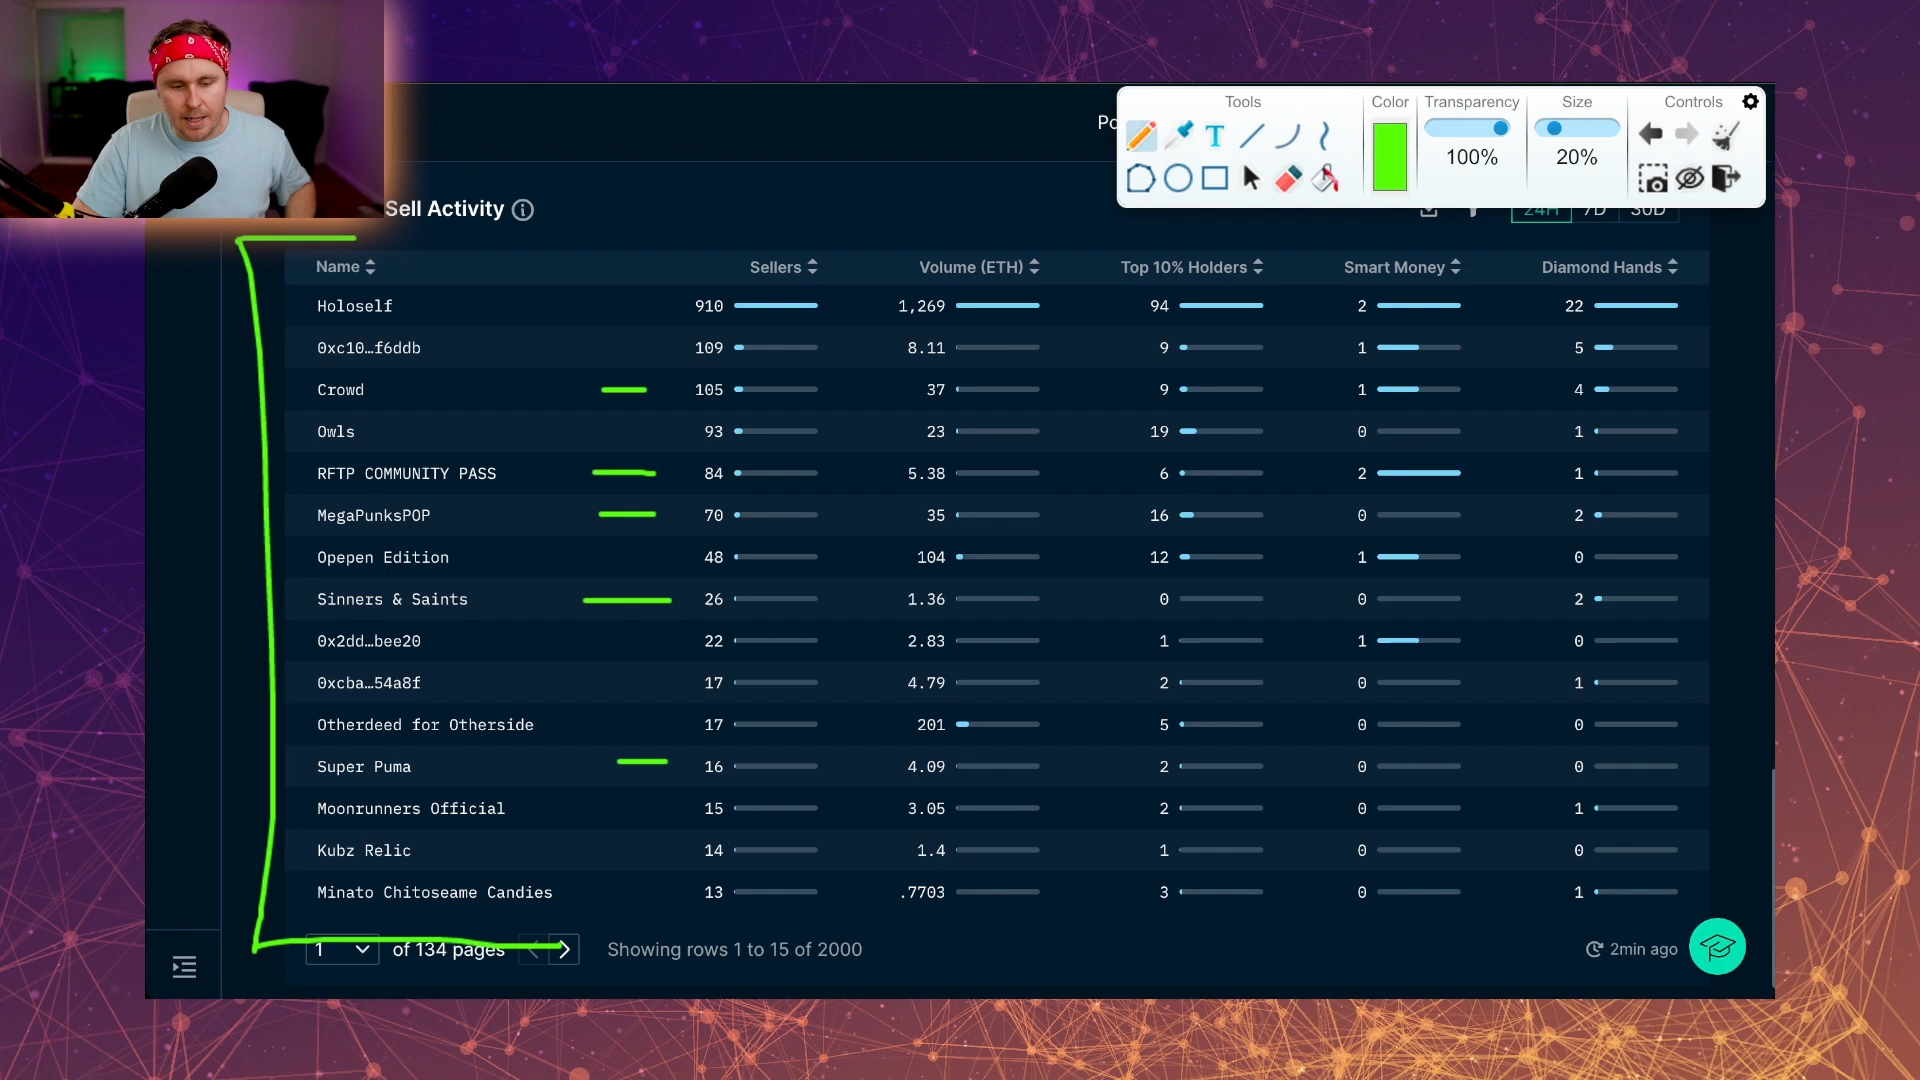 Tools Color Transparency Size Controls
Po
T
100% 20%
Sell Activity
24H 7D 30D
Name Sellers Volume (ETH) Top 10% Holders Smart Money Diamond Hands
Holoself 910 1,269 94 2 22
0xc10…f6ddb 109 8.11 9 1 5
Crowd 105 37 9 1 4
Owls 93 23 19 0 1
RFTP COMMUNITY PASS 84 5.38 6 2 1
MegaPunksPOP 70 35 16 0 2
Opepen Edition 48 104 12 1 0
Sinners & Saints 26 1.36 0 0 2
0x2dd…bee20 22 2.83 1 1 0
0xcba…54a8f 17 4.79 2 0 1
Otherdeed for Otherside 17 201 5 0 0
Super Puma 16 4.09 2 0 0
Moonrunners Official 15 3.05 2 0 1
Kubz Relic 14 1.4 1 0 0
Minato Chitoseame Candies 13 .7703 3 0 1
1 of 134 pages Showing rows 1 to 15 of 2000 2min ago